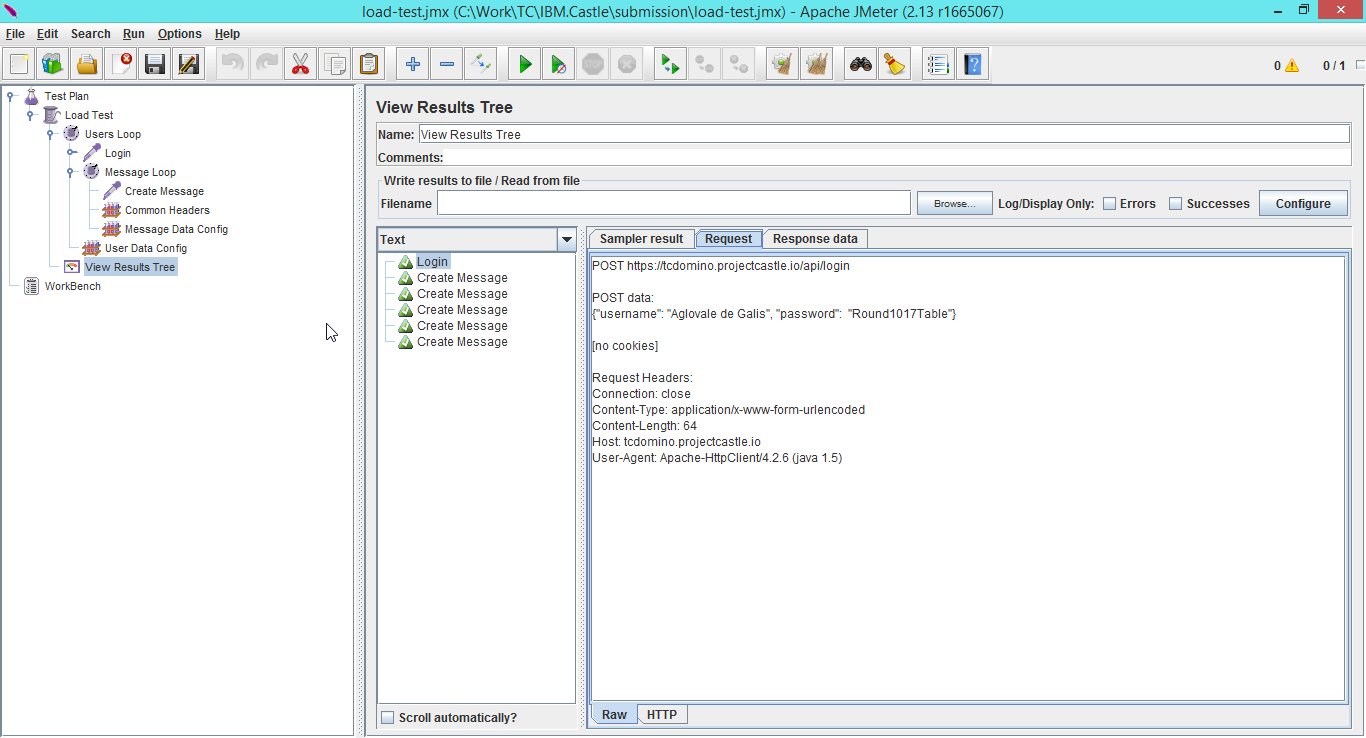 load-test.jmx (C:\Work\TC\IBM.Castle\submission\load-test.jmx) - Apache JMeter (2.13 r1665067)
File Edit Search Run Options Help
0 0 / 1
Test Plan
Load Test
Users Loop
Login
Message Loop
Create Message
Common Headers
Message Data Config
User Data Config
View Results Tree
WorkBench
View Results Tree
Name: View Results Tree
Comments:
Write results to file / Read from file
Filename Browse... Log/Display Only: Errors Successes Configure
Text
Login
Create Message
Create Message
Create Message
Create Message
Create Message
Scroll automatically?
Sampler result Request Response data
POST https://tcdomino.projectcastle.io/api/login
POST data:
{"username": "Aglovale de Galis", "password":  "Round1017Table"}
[no cookies]
Request Headers:
Connection: close
Content-Type: application/x-www-form-urlencoded
Content-Length: 64
Host: tcdomino.projectcastle.io
User-Agent: Apache-HttpClient/4.2.6 (java 1.5)
Raw HTTP